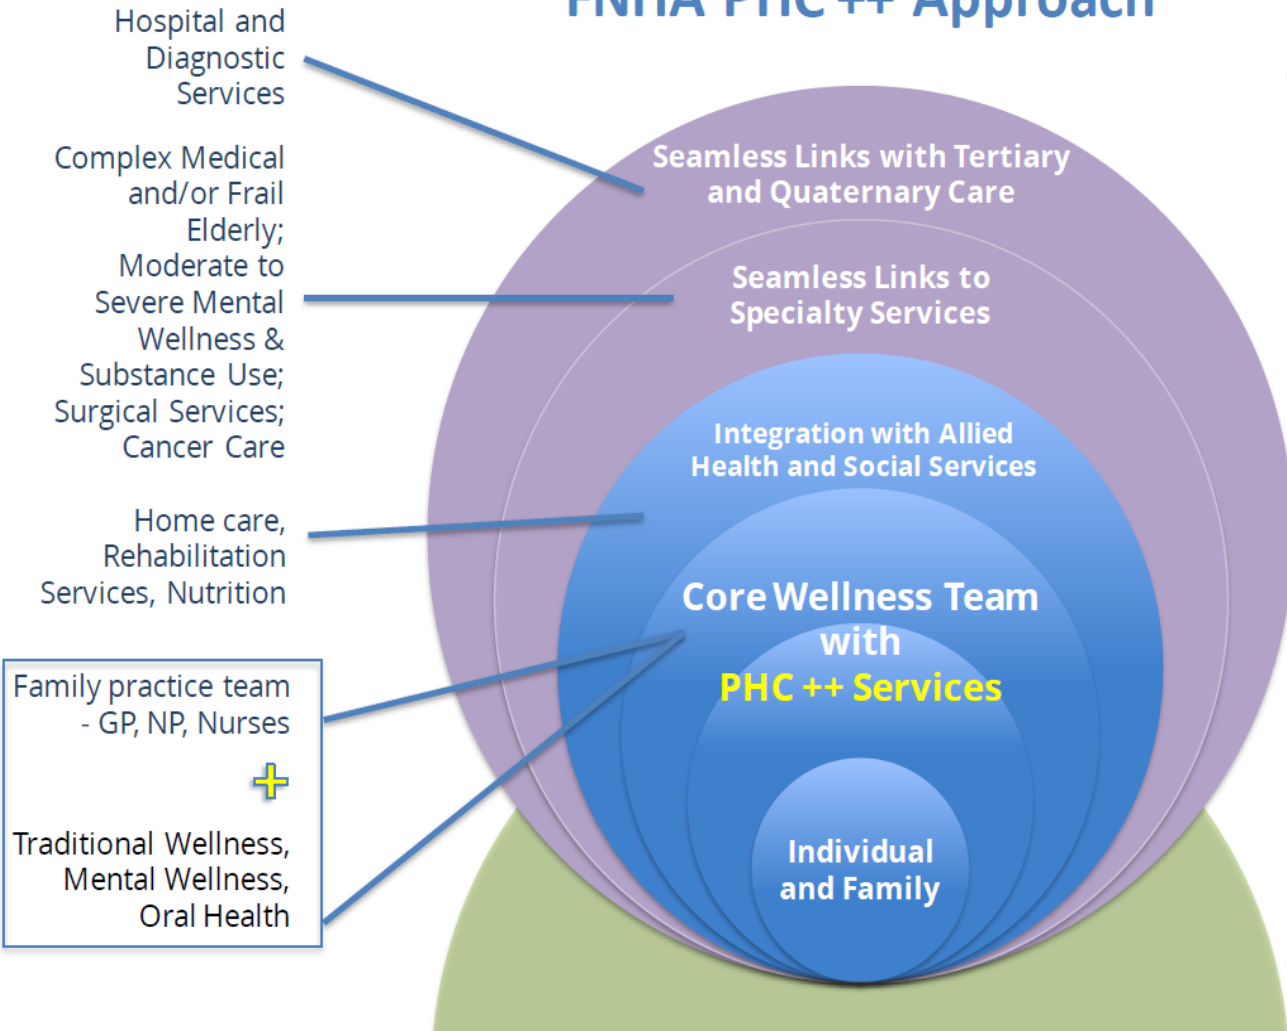 FNHA PHC ++ Approach
Hospital and
Diagnostic
Services
Complex Medical
and/or Frail
Elderly;
Moderate to
Severe Mental
Wellness &
Substance Use;
Surgical Services;
Cancer Care
Home care,
Rehabilitation
Services, Nutrition
Family practice team
- GP, NP, Nurses
+
Traditional Wellness,
Mental Wellness,
Oral Health
Seamless Links with Tertiary
and Quaternary Care
Seamless Links to
Specialty Services
Integration with Allied
Health and Social Services
Core Wellness Team
with
PHC ++ Services
Individual
and Family